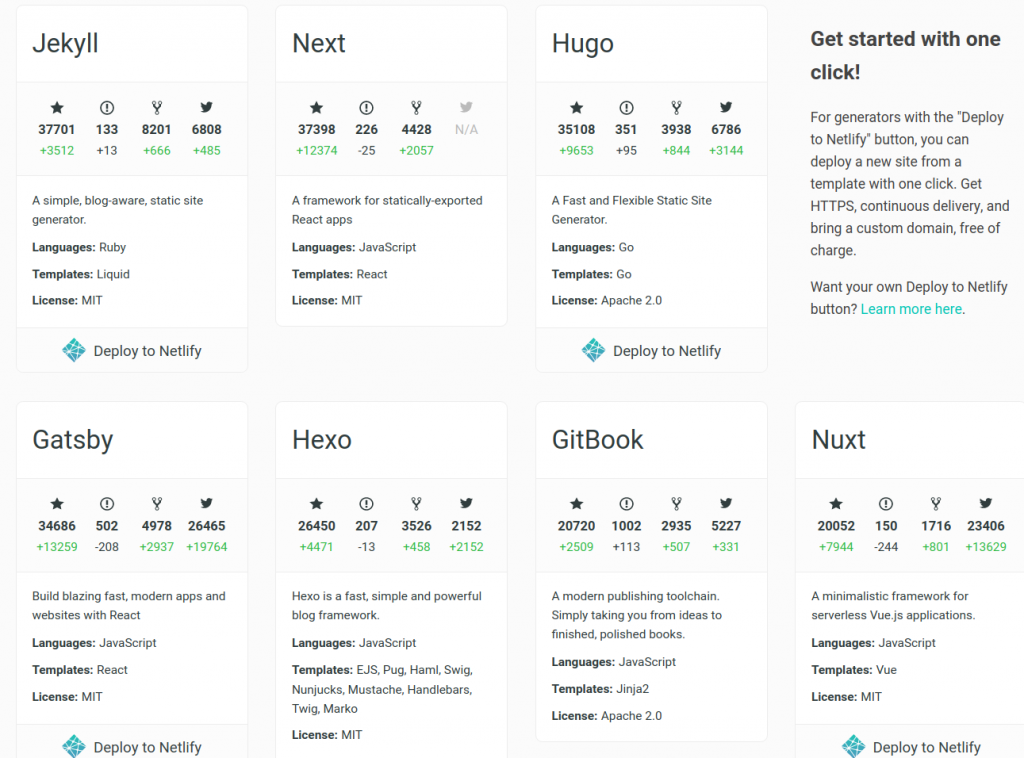 Jekyll
37701 133 8201 6808
+3512 +13 +666 +485
A simple, blog-aware, static site
generator.
Languages: Ruby
Templates: Liquid
License: MIT
Deploy to Netlify
Next
37398 226 4428 N/A
+12374 -25 +2057
A framework for statically-exported
React apps
Languages: JavaScript
Templates: React
License: MIT
Hugo
35108 351 3938 6786
+9653 +95 +844 +3144
A Fast and Flexible Static Site
Generator.
Languages: Go
Templates: Go
License: Apache 2.0
Deploy to Netlify
Get started with one
click!
For generators with the "Deploy
to Netlify" button, you can
deploy a new site from a
template with one click. Get
HTTPS, continuous delivery, and
bring a custom domain, free of
charge.
Want your own Deploy to Netlify
button? Learn more here.
Gatsby
34686 502 4978 26465
+13259 -208 +2937 +19764
Build blazing fast, modern apps and
websites with React
Languages: JavaScript
Templates: React
License: MIT
Deploy to Netlify
Hexo
26450 207 3526 2152
+4471 -13 +458 +2152
Hexo is a fast, simple and powerful
blog framework.
Languages: JavaScript
Templates: EJS, Pug, Haml, Swig,
Nunjucks, Mustache, Handlebars,
Twig, Marko
License: MIT
GitBook
20720 1002 2935 5227
+2509 +113 +507 +331
A modern publishing toolchain.
Simply taking you from ideas to
finished, polished books.
Languages: JavaScript
Templates: Jinja2
License: Apache 2.0
Nuxt
20052 150 1716 23406
+7944 -244 +801 +13629
A minimalistic framework for
serverless Vue.js applications.
Languages: JavaScript
Templates: Vue
License: MIT
Deploy to Netlify